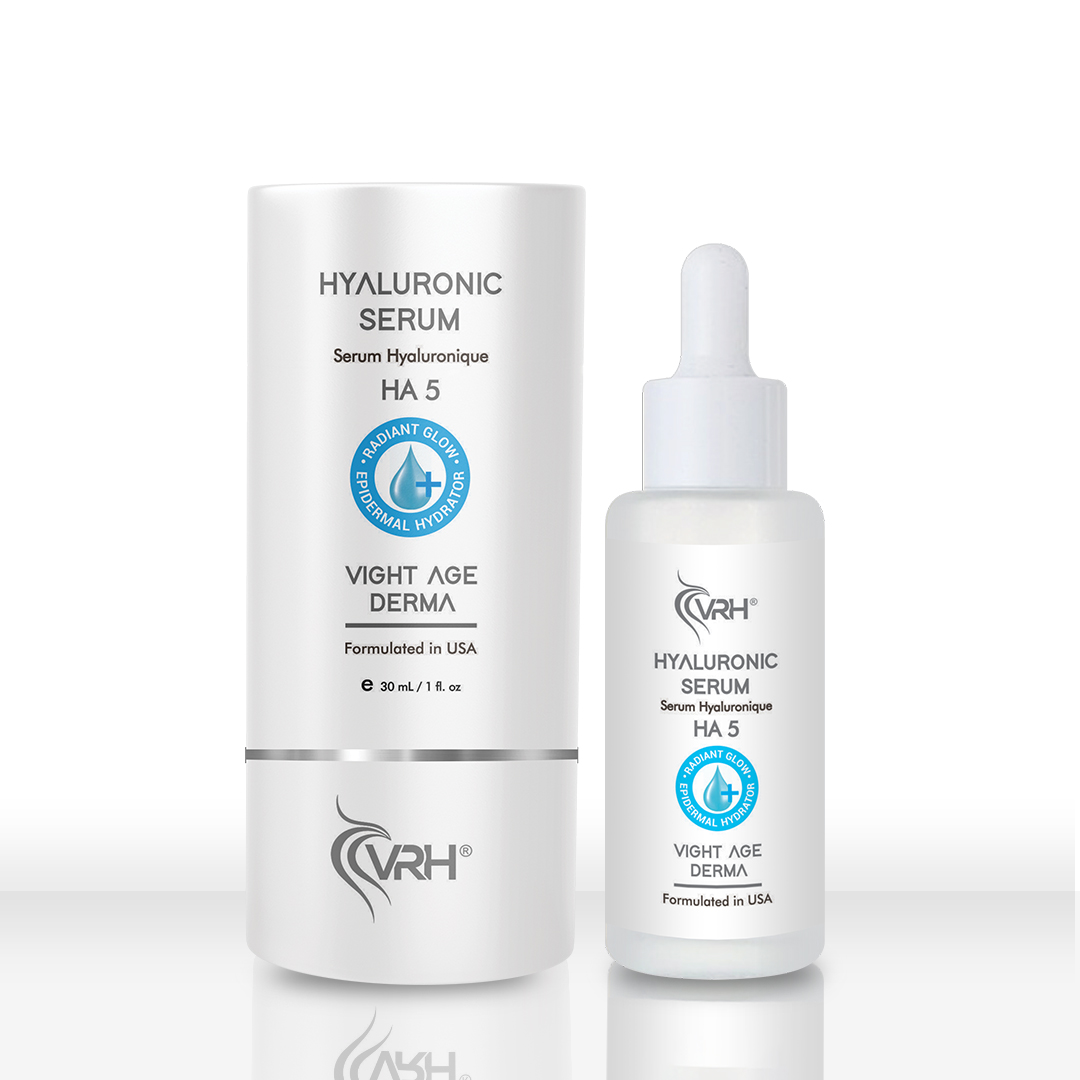 HYALURONIC
SERUM
Serum Hyaluronique
HA 5
• RADIANT GLOW •
EPIDERMAL HYDRATOR
+
VIGHT AGE
DERMA
Formulated in USA
e 30 mL / 1 fl. oz
VRH®
VRH®
HYALURONIC
SERUM
Serum Hyaluronique
HA 5
• RADIANT GLOW •
EPIDERMAL HYDRATOR
+
VIGHT AGE
DERMA
Formulated in USA